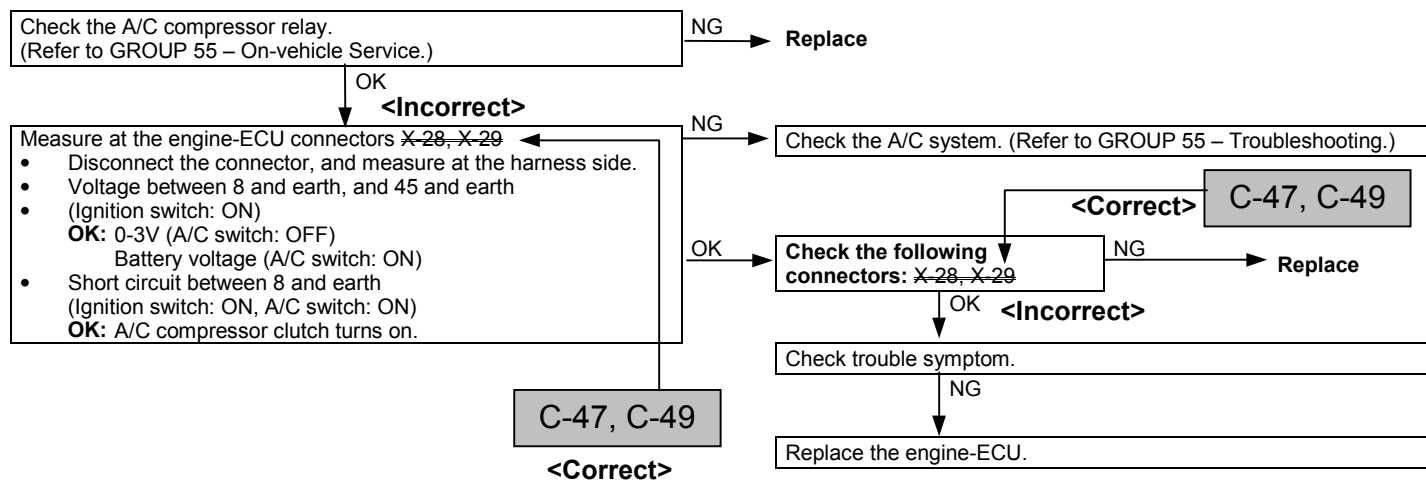 Check the A/C compressor relay.
(Refer to GROUP 55 – On-vehicle Service.)
NG
Replace
OK
<Incorrect>
Measure at the engine-ECU connectors X-28, X-29
• Disconnect the connector, and measure at the harness side.
• Voltage between 8 and earth, and 45 and earth
• (Ignition switch: ON)
OK: 0-3V (A/C switch: OFF)
Battery voltage (A/C switch: ON)
• Short circuit between 8 and earth
(Ignition switch: ON, A/C switch: ON)
OK: A/C compressor clutch turns on.
NG
Check the A/C system. (Refer to GROUP 55 – Troubleshooting.)
<Correct>
C-47, C-49
OK
Check the following
connectors: X-28, X-29
NG
Replace
OK
<Incorrect>
Check trouble symptom.
NG
Replace the engine-ECU.
C-47, C-49
<Correct>